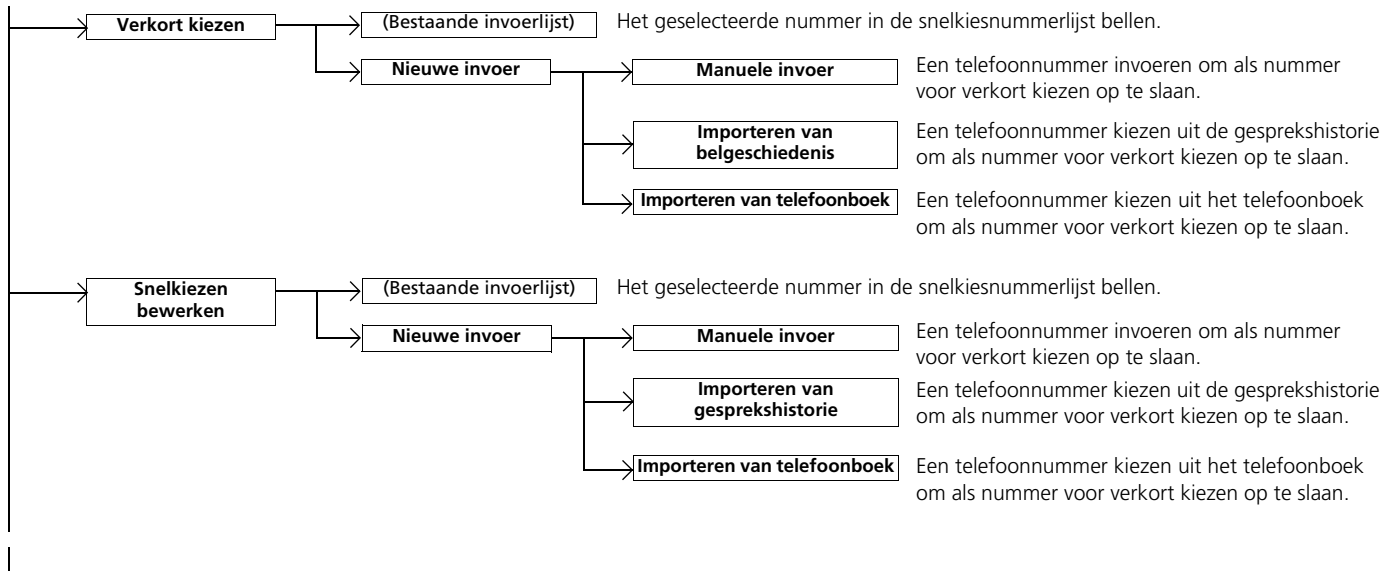 Verkort kiezen
(Bestaande invoerlijst)
Het geselecteerde nummer in de snelkiesnummerlijst bellen.
Nieuwe invoer
Manuele invoer
Een telefoonnummer invoeren om als nummer
voor verkort kiezen op te slaan.
Importeren van
belgeschiedenis
Een telefoonnummer kiezen uit de gesprekshistorie
om als nummer voor verkort kiezen op te slaan.
Importeren van telefoonboek
Een telefoonnummer kiezen uit het telefoonboek
om als nummer voor verkort kiezen op te slaan.
Snelkiezen
bewerken
(Bestaande invoerlijst)
Het geselecteerde nummer in de snelkiesnummerlijst bellen.
Nieuwe invoer
Manuele invoer
Een telefoonnummer invoeren om als nummer
voor verkort kiezen op te slaan.
Importeren van
gesprekshistorie
Een telefoonnummer kiezen uit de gesprekshistorie
om als nummer voor verkort kiezen op te slaan.
Importeren van telefoonboek
Een telefoonnummer kiezen uit het telefoonboek
om als nummer voor verkort kiezen op te slaan.